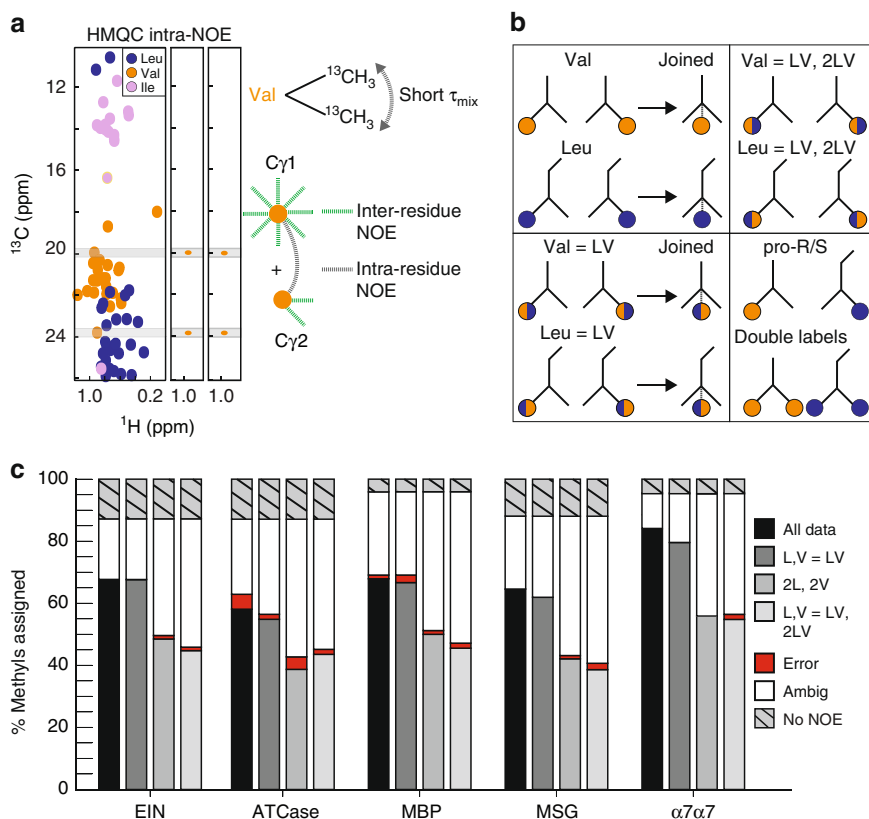 a
HMQC intra-NOE
Leu
Val
Ile
12
16
20
24
¹³C (ppm)
1.0
0.2
1.0
1.0
¹H (ppm)
Val
¹³CH₃
¹³CH₃
Short τmix
Cγ1
+
Cγ2
Inter-residue
NOE
Intra-residue
NOE
b
Val
Joined
Val = LV, 2LV
Leu
Leu = LV, 2LV
Val = LV
Joined
pro-R/S
Leu = LV
Double labels
c
100
80
60
40
20
0
% Methyls assigned
EIN
ATCase
MBP
MSG
α7α7
All data
L,V = LV
2L, 2V
L,V = LV,
2LV
Error
Ambig
No NOE